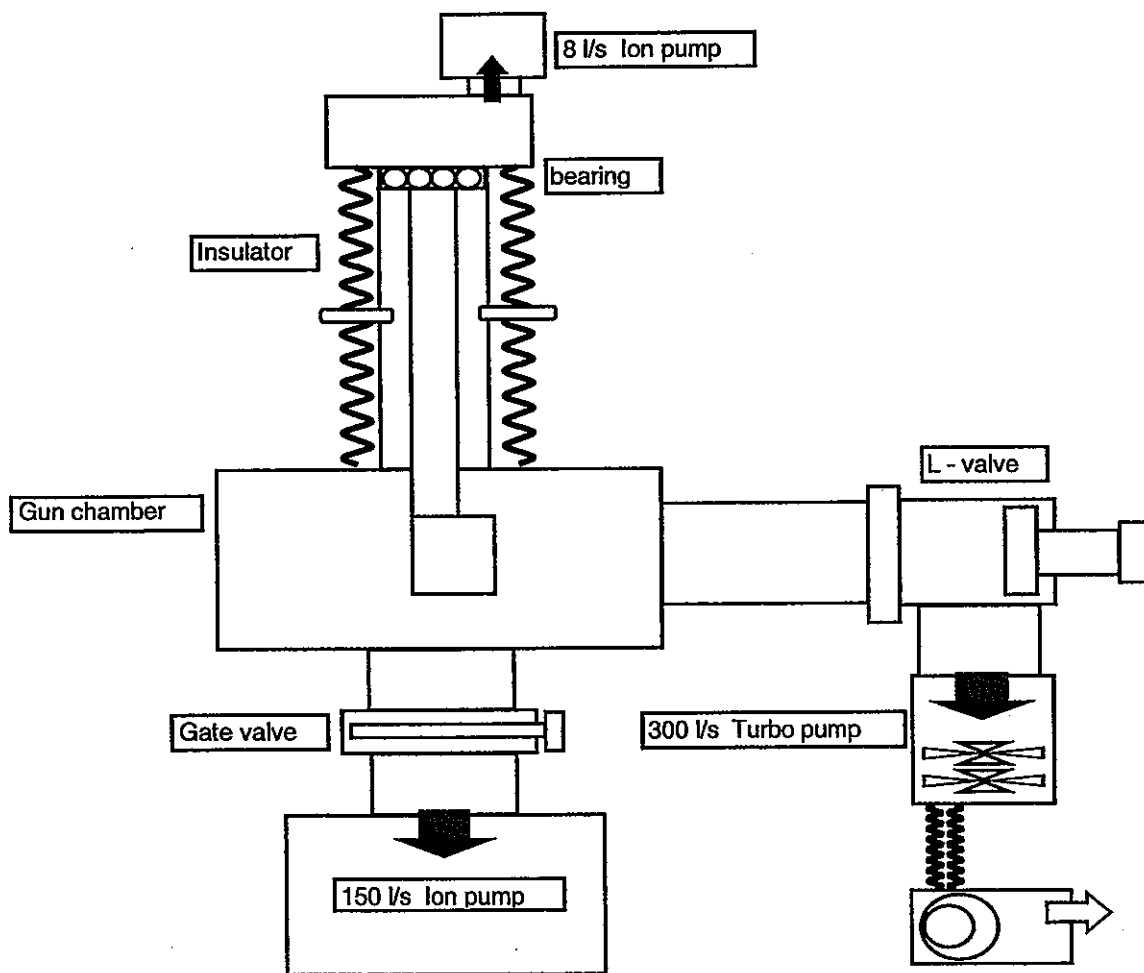 8 l/s Ion pump
bearing
Insulator
L - valve
Gun chamber
Gate valve
300 l/s Turbo pump
150 l/s Ion pump